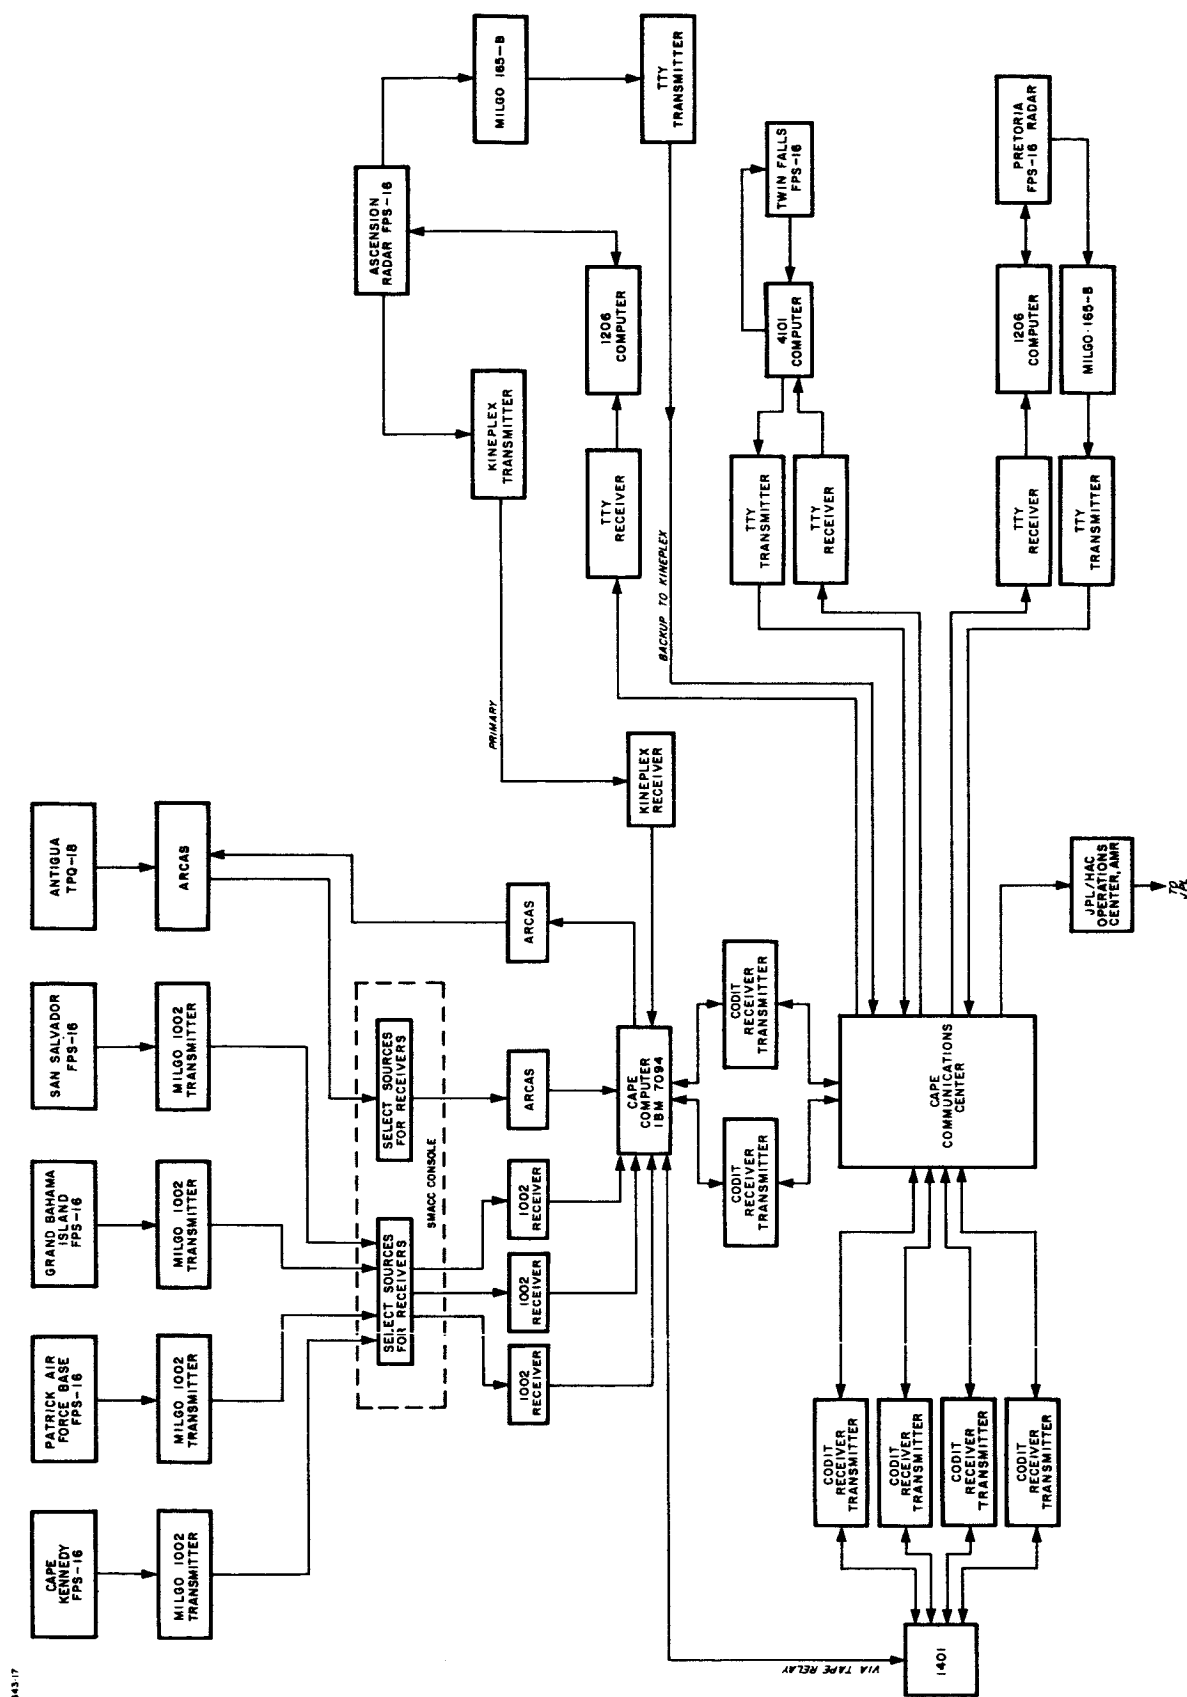 CAPE
KENNEDY
FPS-16
PATRICK AIR
FORCE BASE
FPS-16
GRAND BAHAMA
ISLAND
FPS-16
SAN SALVADOR
FPS-16
ANTIGUA
TPQ-18
MILGO 1002
TRANSMITTER
MILGO 1002
TRANSMITTER
MILGO 1002
TRANSMITTER
MILGO 1002
TRANSMITTER
ARCAS
SELECT SOURCES
FOR RECEIVERS
SELECT SOURCES
FOR RECEIVERS
SMACC CONSOLE
1002
RECEIVER
1002
RECEIVER
1002
RECEIVER
ARCAS
ARCAS
ASCENSION
RADAR FPS-16
MILGO 165-B
KINEPLEX
TRANSMITTER
PRIMARY
TTY
RECEIVER
1206
COMPUTER
TTY
TRANSMITTER
BACKUP TO KINEPLEX
KINEPLEX
RECEIVER
CAPE
COMPUTER
IBM 7094
CODIT
RECEIVER
TRANSMITTER
CODIT
RECEIVER
TRANSMITTER
TTY
TRANSMITTER
TTY
RECEIVER
4101
COMPUTER
TWIN FALLS
FPS-16
VIA TAPE RELAY
1401
CODIT
RECEIVER
TRANSMITTER
CODIT
RECEIVER
TRANSMITTER
CODIT
RECEIVER
TRANSMITTER
CODIT
RECEIVER
TRANSMITTER
CAPE
COMMUNICATIONS
CENTER
TTY
RECEIVER
TTY
TRANSMITTER
1206
COMPUTER
MILGO-165-B
PRETORIA
FPS-16 RADAR
JPL/HAC
OPERATIONS
CENTER, AMR
TO
JPL